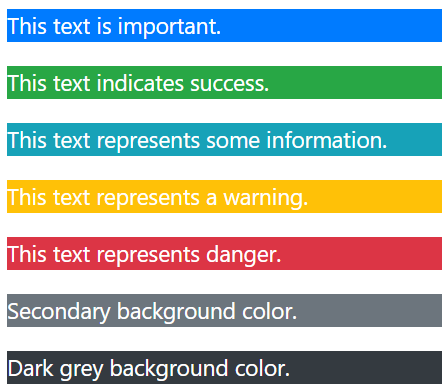 This text is important.
This text indicates success.
This text represents some information.
This text represents a warning.
This text represents danger.
Secondary background color.
Dark grey background color.